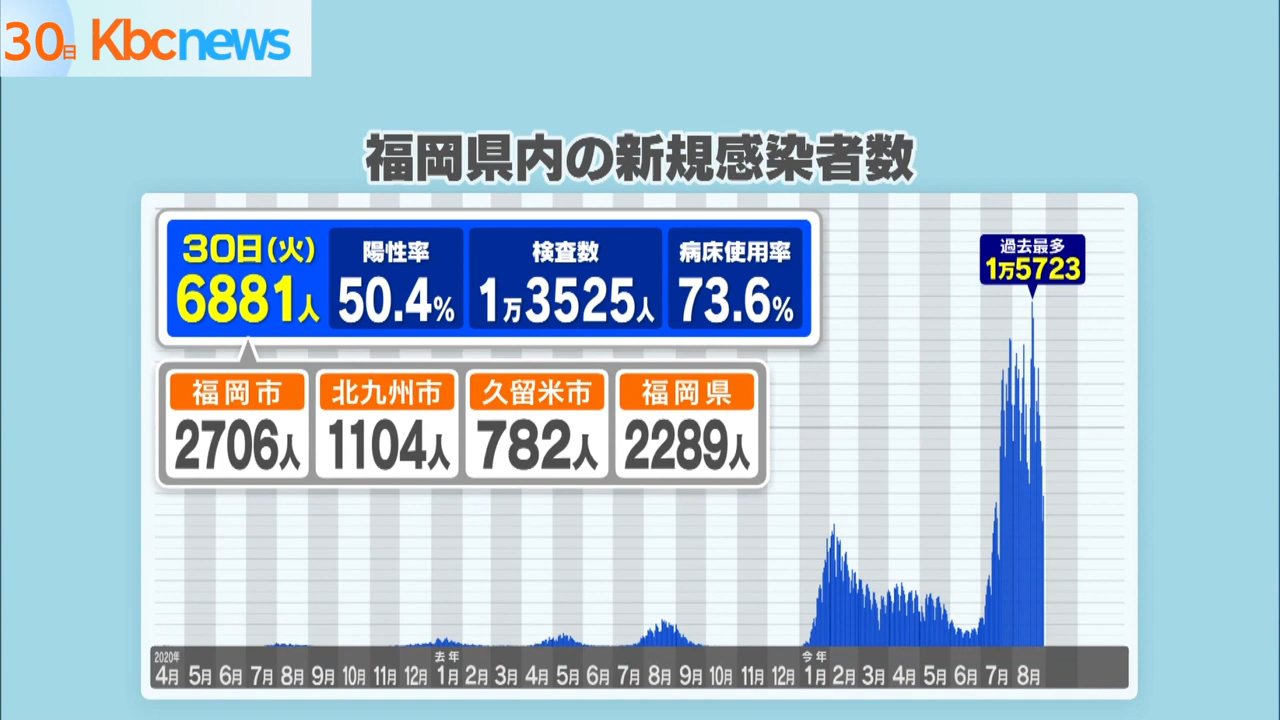 30日 Kbcnews
福岡県内の新規感染者数
30日(火) 陽性率 検査数 病床使用率
6881人 50.4% 1万3525人 73.6%
過去最多
1万5723
福岡市 北九州市 久留米市 福岡県
2706人 1104人 782人 2289人
2020年 去年 今年
4月 5月 6月 7月 8月 9月 10月 11月 12月 1月 2月 3月 4月 5月 6月 7月 8月 9月 10月 11月 12月 1月 2月 3月 4月 5月 6月 7月 8月